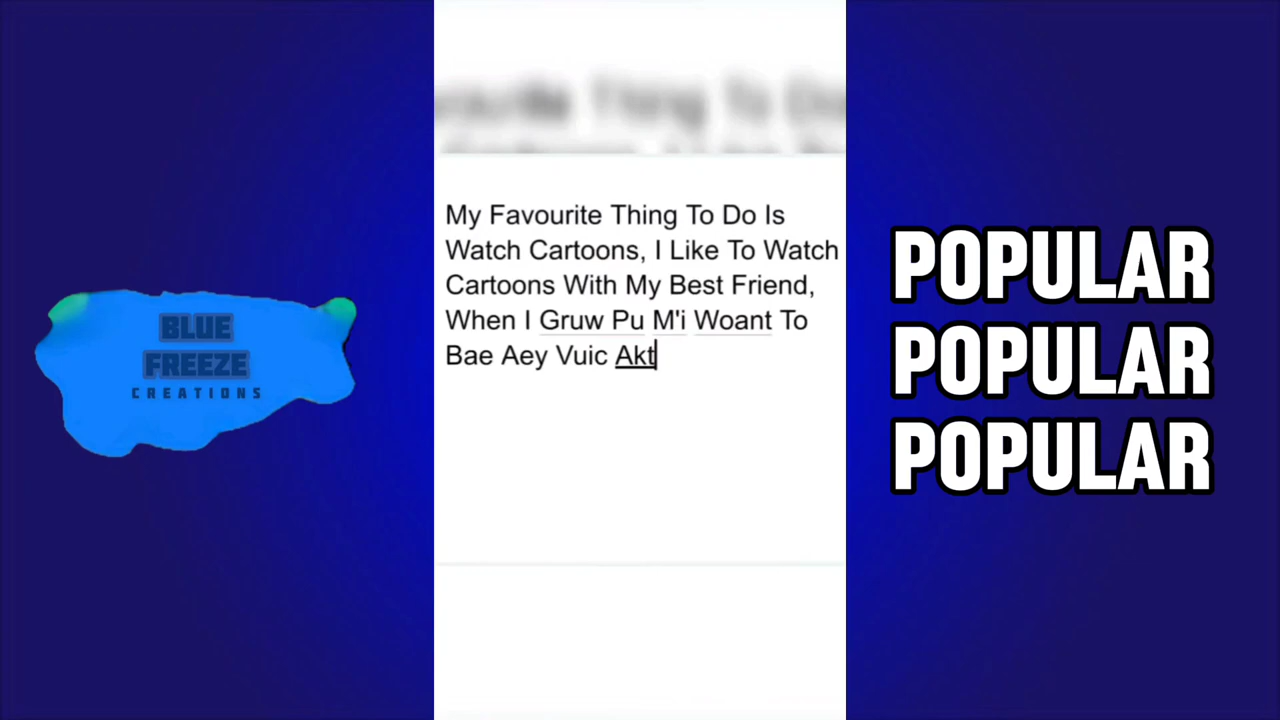 BLUE
FREEZE
CREATIONS
My Favourite Thing To Do Is
Watch Cartoons, I Like To Watch
Cartoons With My Best Friend,
When I Gruw Pu M'i Woant To
Bae Aey Vuic Akt
POPULAR
POPULAR
POPULAR